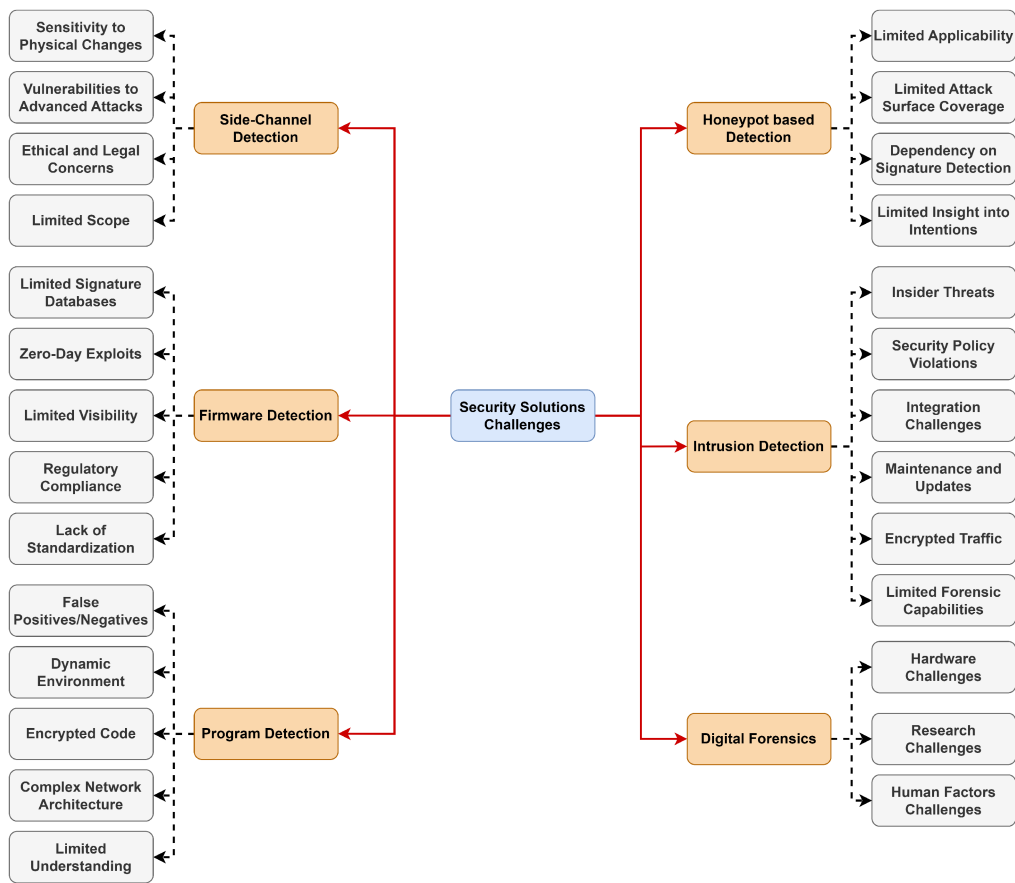 Sensitivity to
Physical Changes
Vulnerabilities to
Advanced Attacks
Ethical and Legal
Concerns
Limited Scope
Side-Channel
Detection
Limited Signature
Databases
Zero-Day Exploits
Limited Visibility
Regulatory
Compliance
Lack of
Standardization
Firmware Detection
False
Positives/Negatives
Dynamic
Environment
Encrypted Code
Complex Network
Architecture
Limited
Understanding
Program Detection
Security Solutions
Challenges
Honeypot based
Detection
Limited Applicability
Limited Attack
Surface Coverage
Dependency on
Signature Detection
Limited Insight into
Intentions
Intrusion Detection
Insider Threats
Security Policy
Violations
Integration
Challenges
Maintenance and
Updates
Encrypted Traffic
Limited Forensic
Capabilities
Digital Forensics
Hardware
Challenges
Research
Challenges
Human Factors
Challenges